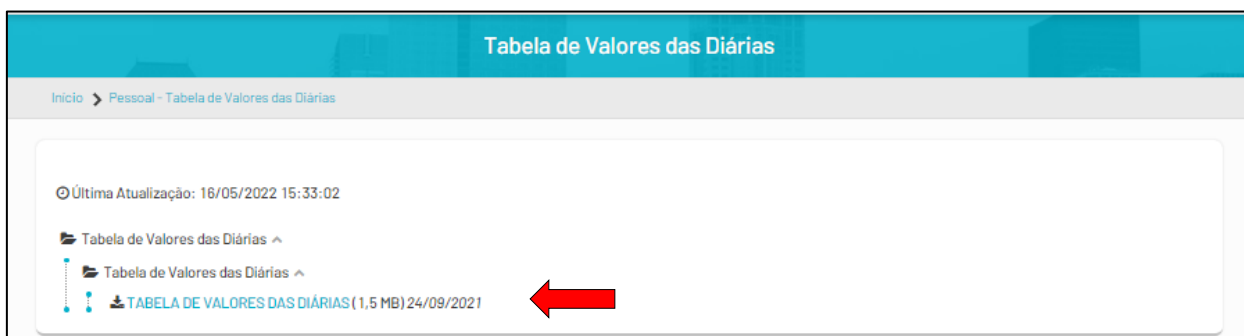 Tabela de Valores das Diárias
Início > Pessoal - Tabela de Valores das Diárias
Última Atualização: 16/05/2022 15:33:02
Tabela de Valores das Diárias
Tabela de Valores das Diárias
TABELA DE VALORES DAS DIÁRIAS (1,5 MB) 24/09/2021